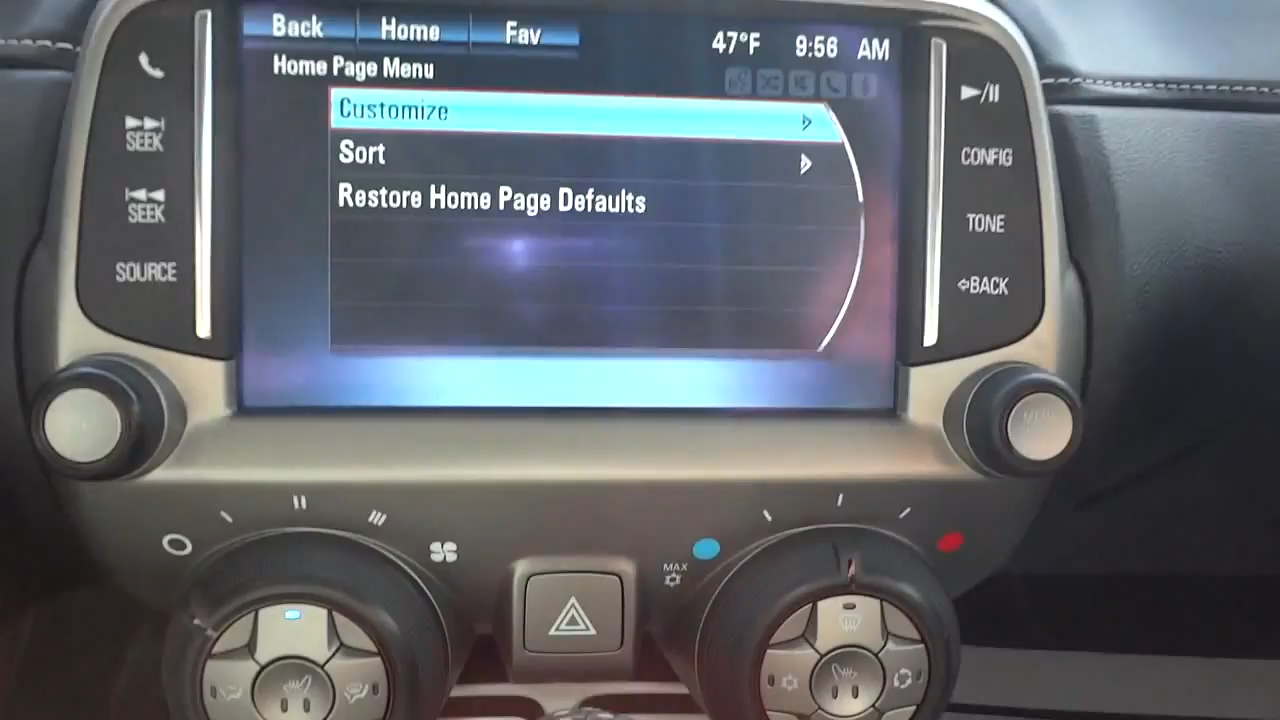 Back Home Fav 47°F 9:56 AM
Home Page Menu
Customize
Sort
Restore Home Page Defaults
SEEK
SEEK
SOURCE
CONFIG
TONE
BACK
MENU
MAX